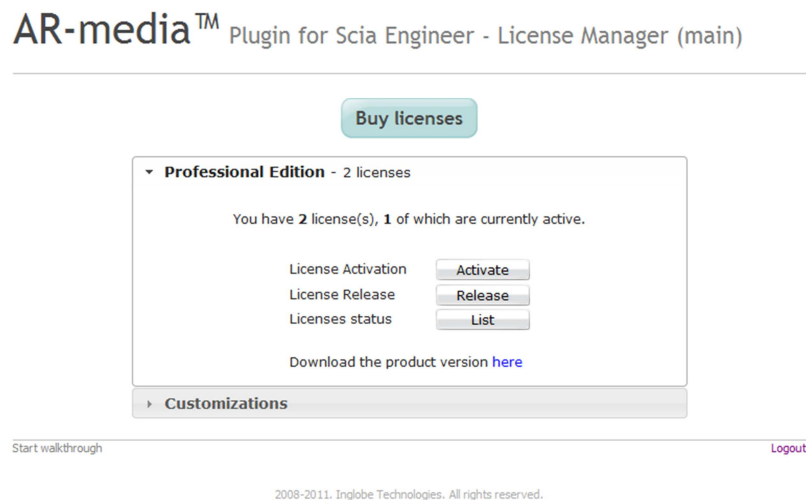 AR-media™ Plugin for Scia Engineer - License Manager (main)
Buy licenses
Professional Edition - 2 licenses
You have 2 license(s), 1 of which are currently active.
License Activation Activate
License Release Release
Licenses status List
Download the product version here
Customizations
Start walkthrough Logout
2008-2011. Inglobe Technologies. All rights reserved.